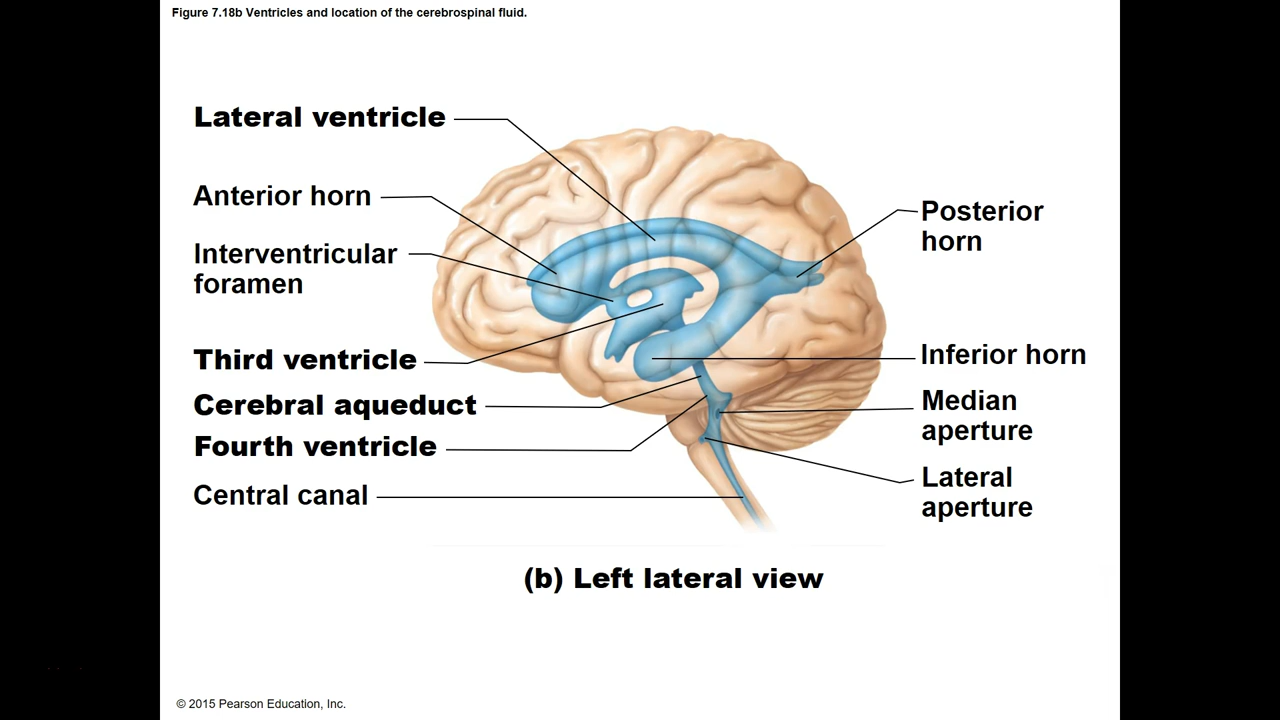 Figure 7.18b Ventricles and location of the cerebrospinal fluid.
Lateral ventricle
Anterior horn
Interventricular
foramen
Third ventricle
Cerebral aqueduct
Fourth ventricle
Central canal
Posterior
horn
Inferior horn
Median
aperture
Lateral
aperture
(b) Left lateral view
© 2015 Pearson Education, Inc.